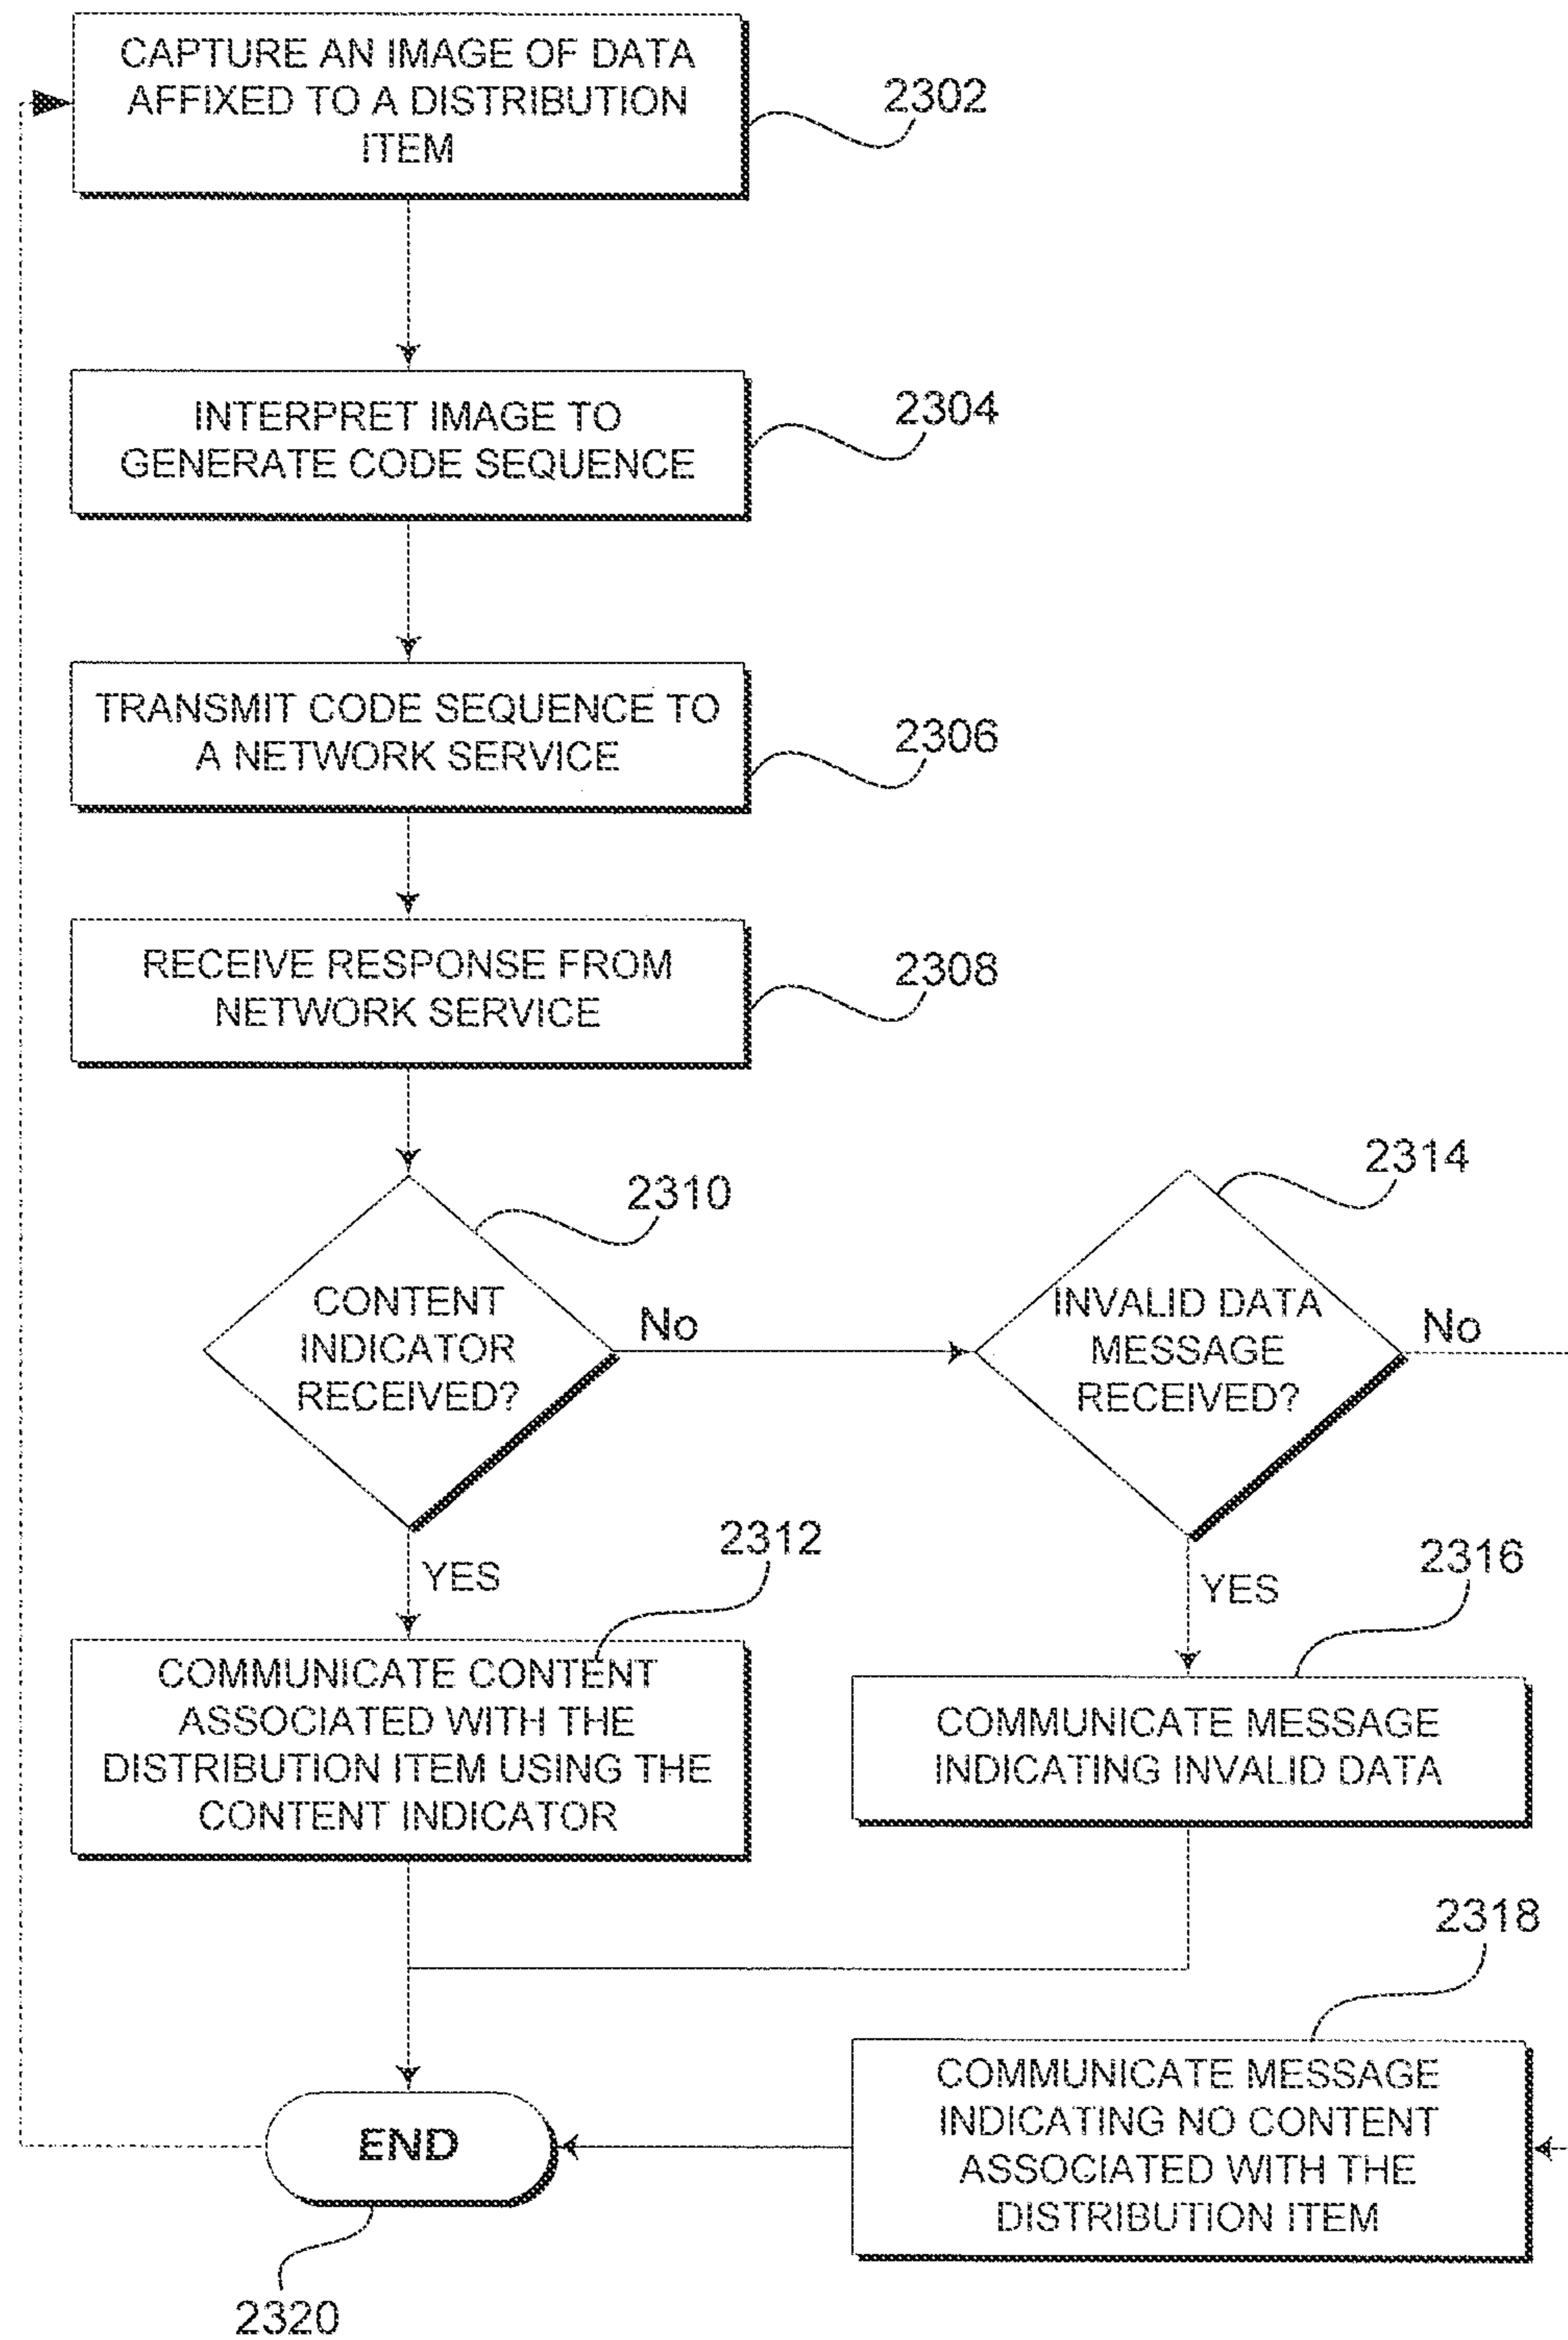 CAPTURE AN IMAGE OF DATA
AFFIXED TO A DISTRIBUTION
ITEM
2302
INTERPRET IMAGE TO
GENERATE CODE SEQUENCE
2304
TRANSMIT CODE SEQUENCE TO
A NETWORK SERVICE
2306
RECEIVE RESPONSE FROM
NETWORK SERVICE
2308
2310
CONTENT
INDICATOR
RECEIVED?
No
2314
INVALID DATA
MESSAGE
RECEIVED?
No
YES
2312
COMMUNICATE CONTENT
ASSOCIATED WITH THE
DISTRIBUTION ITEM USING THE
CONTENT INDICATOR
YES
2316
COMMUNICATE MESSAGE
INDICATING INVALID DATA
2318
COMMUNICATE MESSAGE
INDICATING NO CONTENT
ASSOCIATED WITH THE
DISTRIBUTION ITEM
END
2320